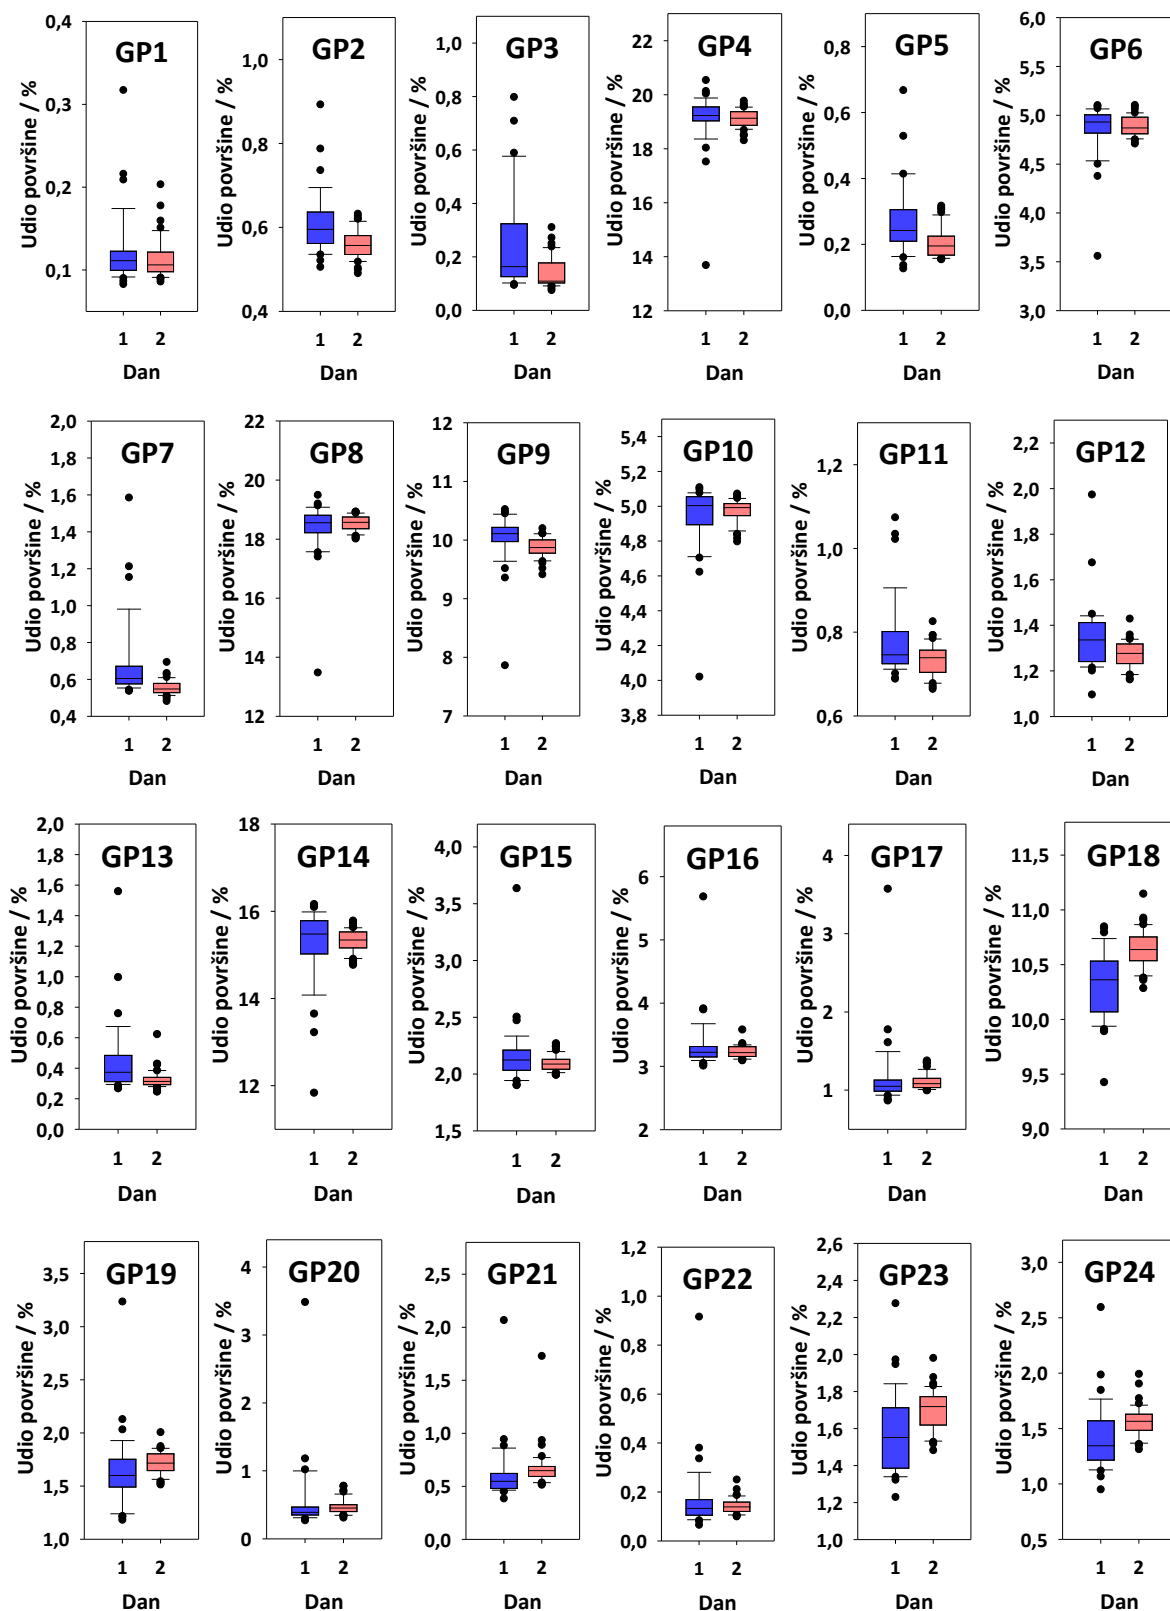 GP1
Udio površine / %
0,4
0,3
0,2
0,1
1 2
Dan
GP2
Udio površine / %
1,0
0,8
0,6
0,4
1 2
Dan
GP3
Udio površine / %
1,0
0,8
0,6
0,4
0,2
0,0
1 2
Dan
GP4
Udio površine / %
22
20
18
16
14
12
1 2
Dan
GP5
Udio površine / %
0,8
0,6
0,4
0,2
0,0
1 2
Dan
GP6
Udio površine / %
6,0
5,5
5,0
4,5
4,0
3,5
3,0
1 2
Dan
GP7
Udio površine / %
2,0
1,8
1,6
1,4
1,2
1,0
0,8
0,6
0,4
1 2
Dan
GP8
Udio površine / %
22
20
18
16
14
12
1 2
Dan
GP9
Udio površine / %
12
11
10
9
8
7
1 2
Dan
GP10
Udio površine / %
5,4
5,2
5,0
4,8
4,6
4,4
4,2
4,0
3,8
1 2
Dan
GP11
Udio površine / %
1,2
1,0
0,8
0,6
1 2
Dan
GP12
Udio površine / %
2,2
2,0
1,8
1,6
1,4
1,2
1,0
1 2
Dan
GP13
Udio površine / %
2,0
1,8
1,6
1,4
1,2
1,0
0,8
0,6
0,4
0,2
0,0
1 2
Dan
GP14
Udio površine / %
18
16
14
12
1 2
Dan
GP15
Udio površine / %
4,0
3,5
3,0
2,5
2,0
1,5
1 2
Dan
GP16
Udio površine / %
6
5
4
3
2
1 2
Dan
GP17
Udio površine / %
4
3
2
1
1 2
Dan
GP18
Udio površine / %
11,5
11,0
10,5
10,0
9,5
9,0
1 2
Dan
GP19
Udio površine / %
3,5
3,0
2,5
2,0
1,5
1,0
1 2
Dan
GP20
Udio površine / %
4
3
2
1
0
1 2
Dan
GP21
Udio površine / %
2,5
2,0
1,5
1,0
0,5
0,0
1 2
Dan
GP22
Udio površine / %
1,2
1,0
0,8
0,6
0,4
0,2
0,0
1 2
Dan
GP23
Udio površine / %
2,6
2,4
2,2
2,0
1,8
1,6
1,4
1,2
1,0
1 2
Dan
GP24
Udio površine / %
3,0
2,5
2,0
1,5
1,0
0,5
1 2
Dan